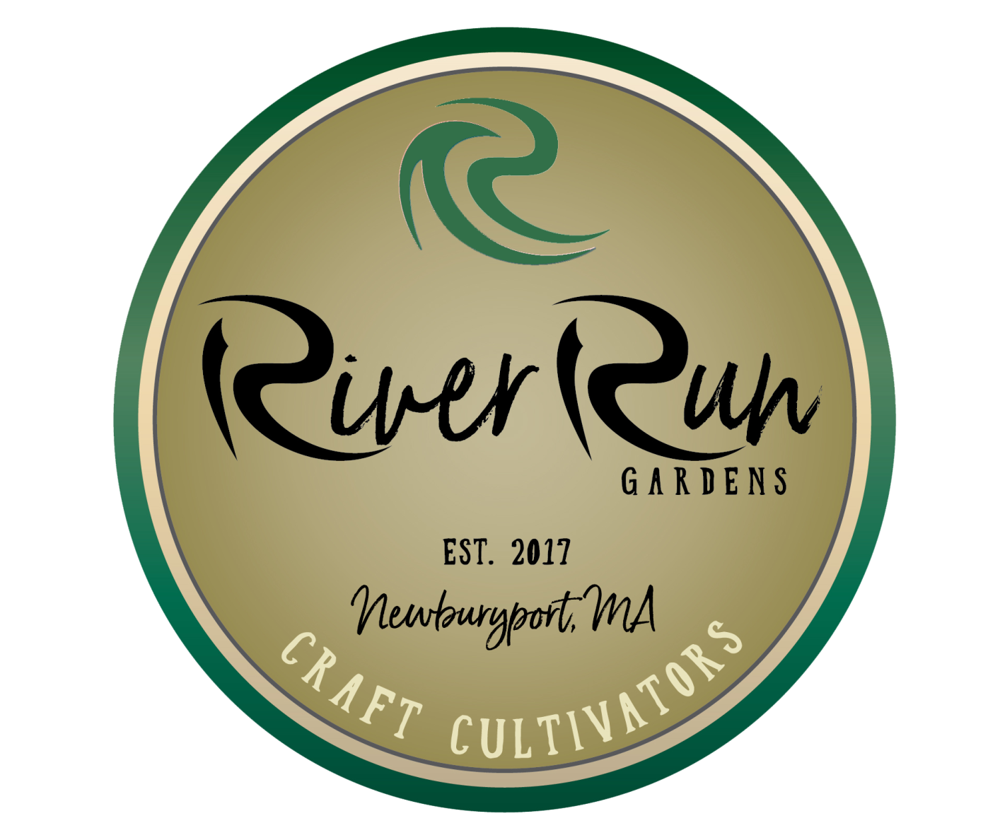 River Run
GARDENS
EST. 2017
Newburyport, MA
CRAFT CULTIVATORS